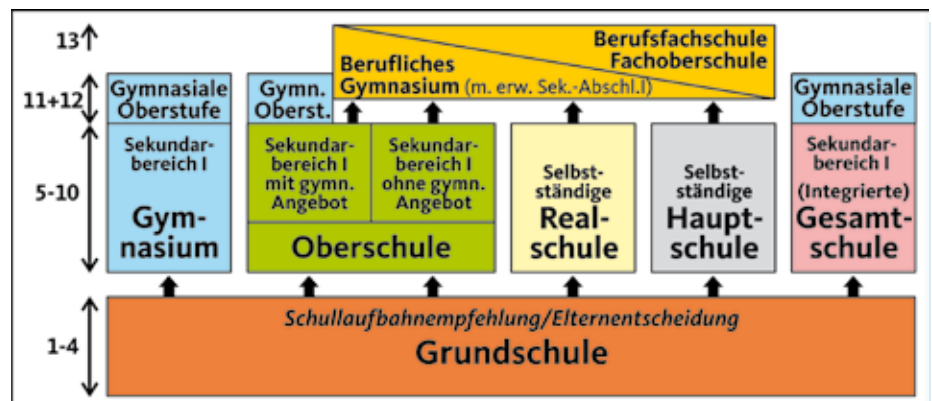 13
Berufsfachschule
Fachoberschule
Berufliches
Gymnasium (m. erw. Sek.-Abschl.I)
11+12
Gymnasiale
Oberstufe
Gymn.
Oberst.
Gymnasiale
Oberstufe
5-10
Sekundar-
bereich I
Gym-
nasium
Sekundar-
bereich I
mit gymn.
Angebot
Sekundar-
bereich I
ohne gymn.
Angebot
Oberschule
Selbst-
ständige
Real-
schule
Selbst-
ständige
Haupt-
schule
Sekundar-
bereich I
(Integrierte)
Gesamt-
schule
1-4
Schullaufbahnempfehlung/Elternentscheidung
Grundschule